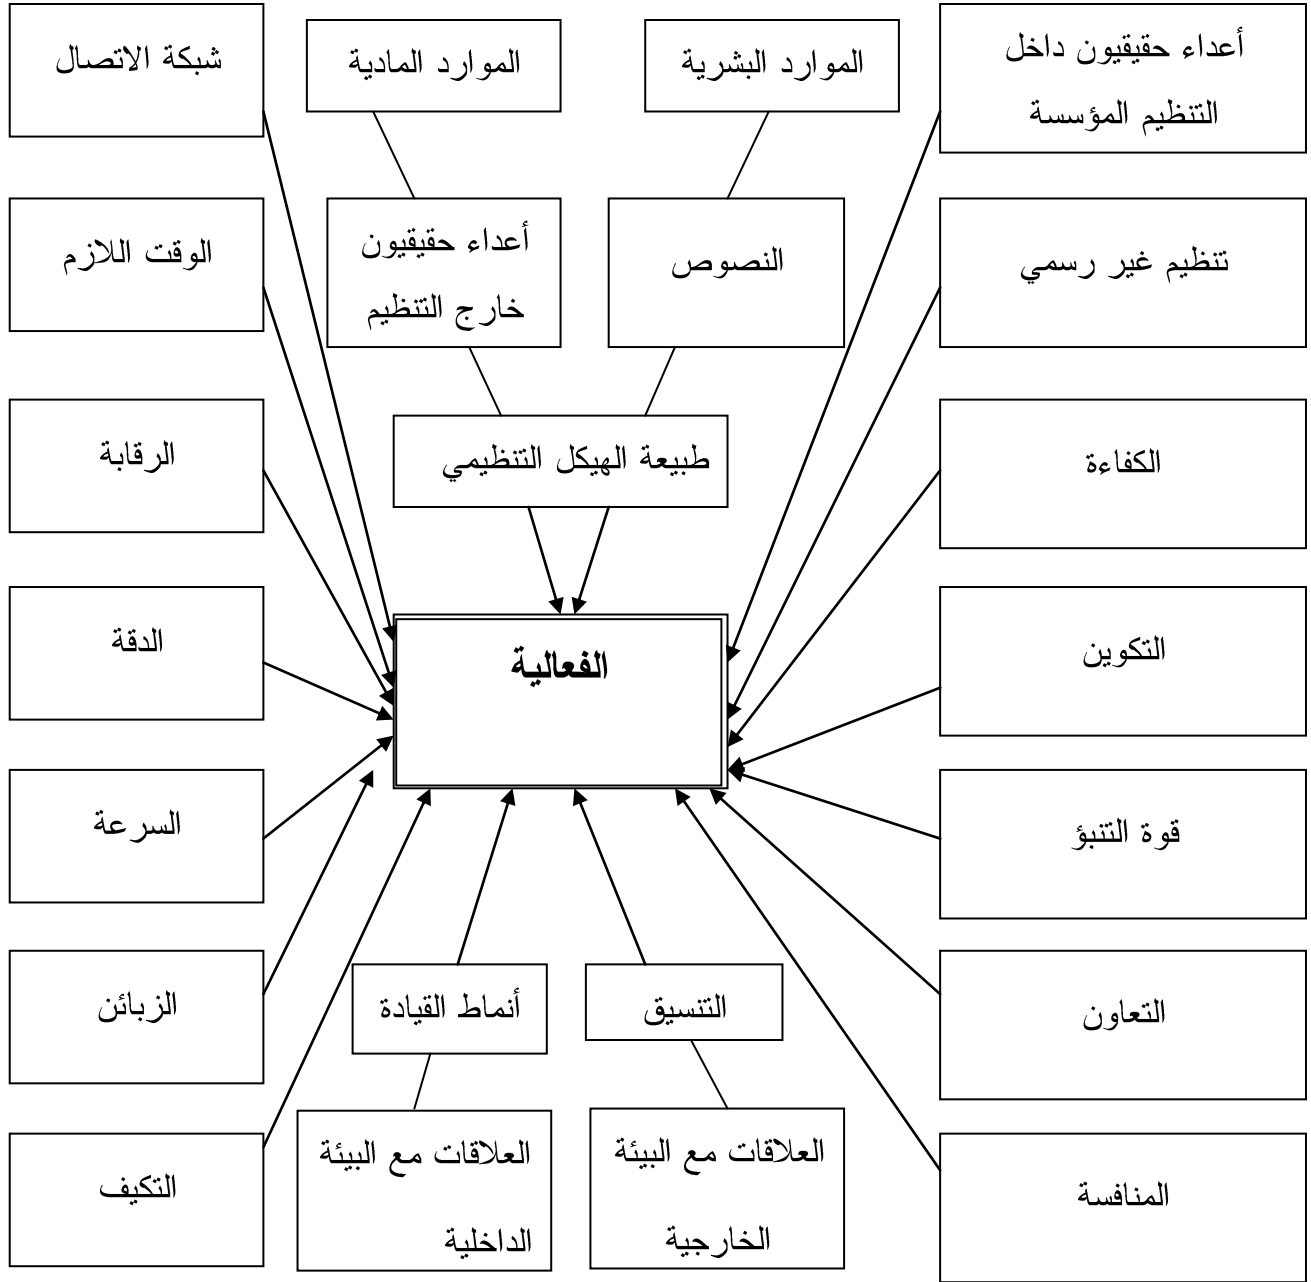 أعداء حقيقيون داخل
التنظيم المؤسسة
الموارد البشرية
الموارد المادية
شبكة الاتصال
تنظيم غير رسمي
النصوص
أعداء حقيقيون
خارج التنظيم
الوقت اللازم
الكفاءة
طبيعة الهيكل التنظيمي
الرقابة
التكوين
الفعالية
الدقة
قوة التنبؤ
السرعة
التعاون
التنسيق
أنماط القيادة
الزبائن
المنافسة
العلاقات مع البيئة
الخارجية
العلاقات مع البيئة
الداخلية
التكيف